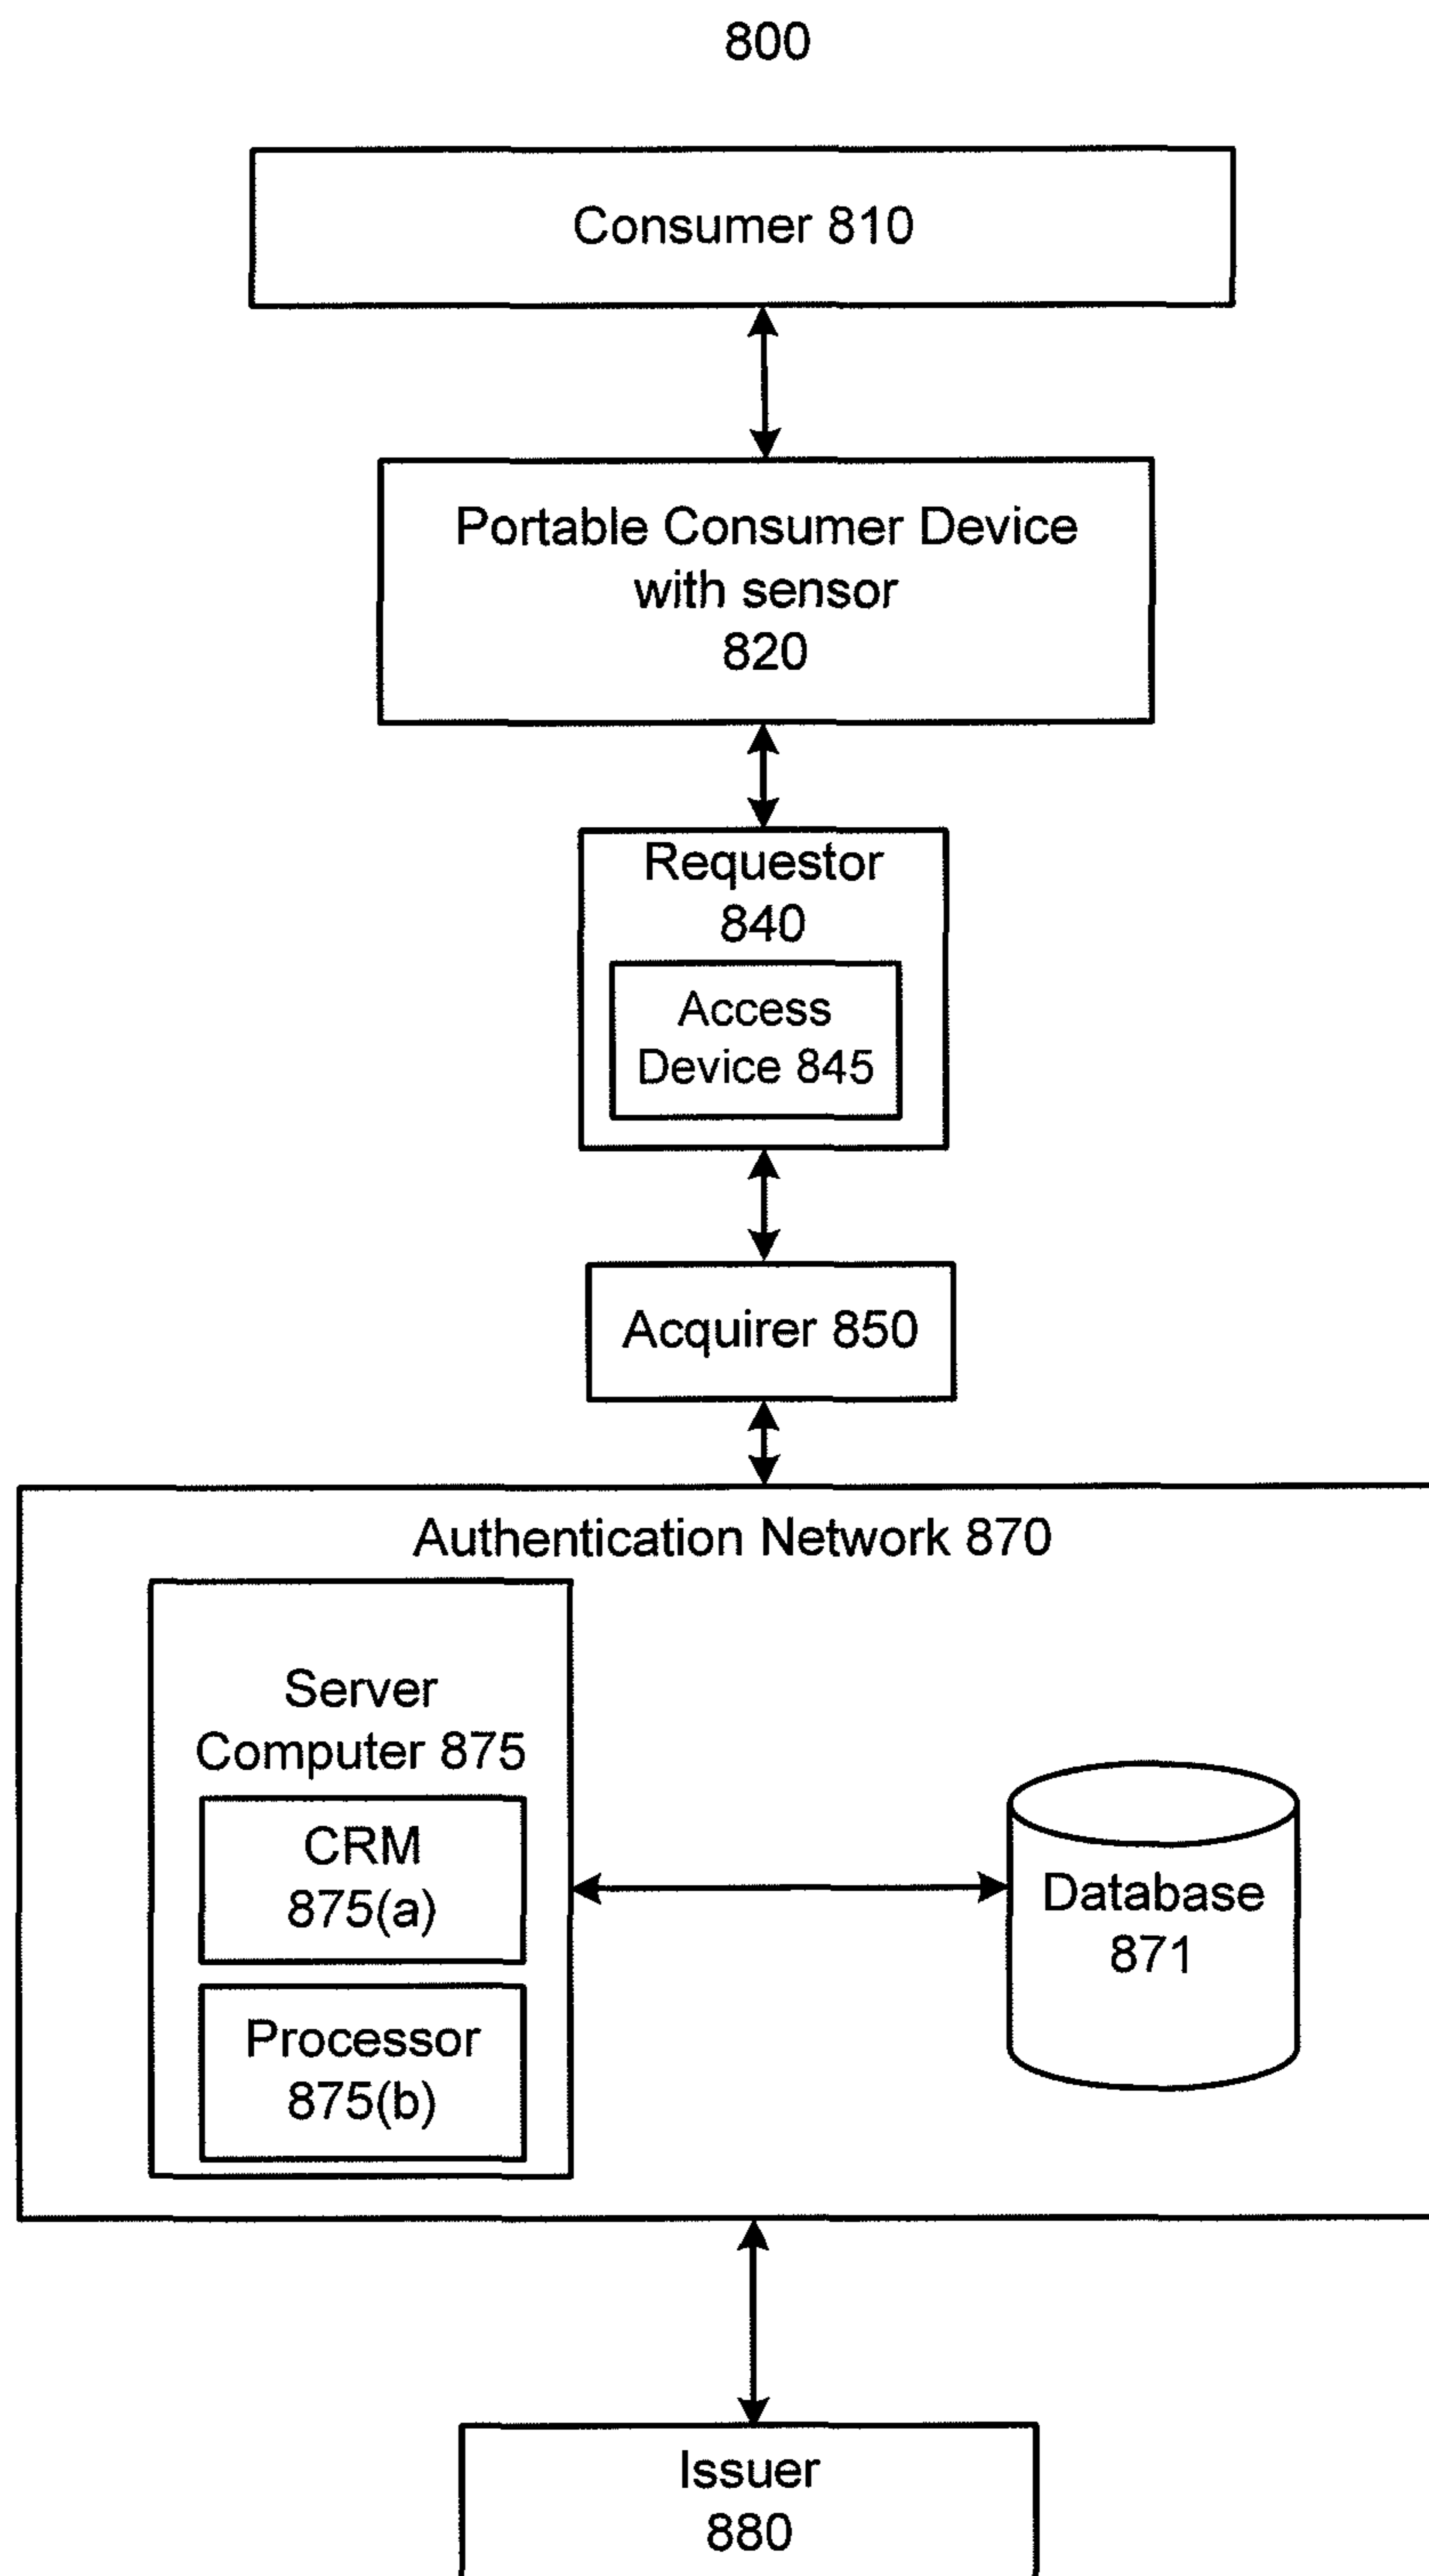 800
Consumer 810
Portable Consumer Device
with sensor
820
Requestor
840
Access
Device 845
Acquirer 850
Authentication Network 870
Server
Computer 875
CRM
875(a)
Processor
875(b)
Database
871
Issuer
880